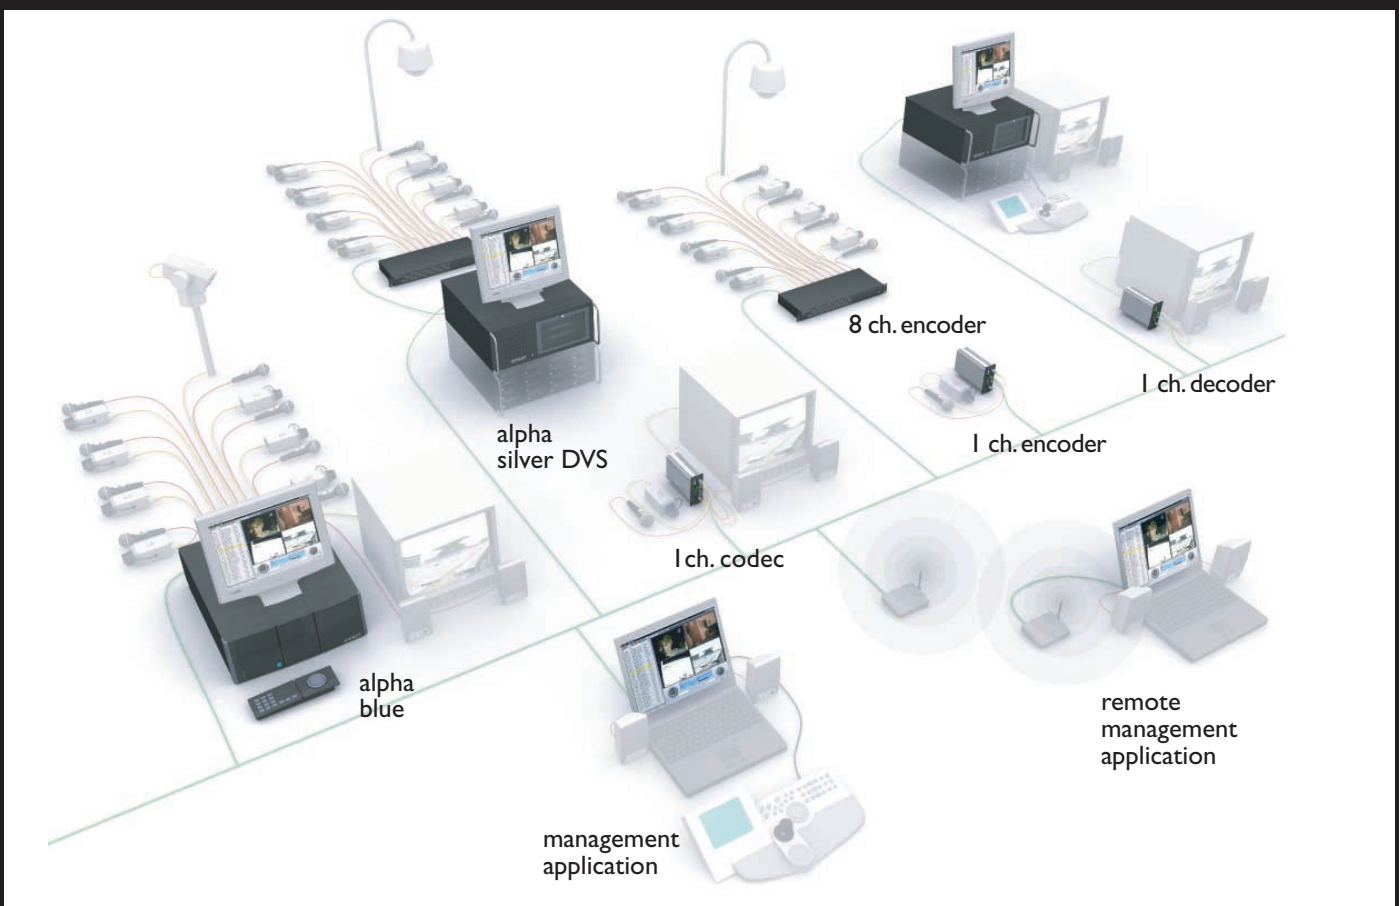 8 ch. encoder
1 ch. decoder
alpha
silver DVS
1 ch. encoder
1ch. codec
alpha
blue
remote
management
application
management
application